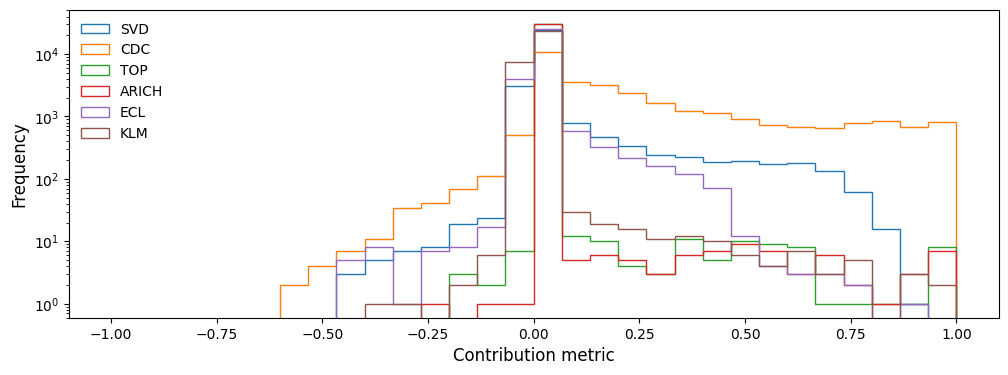 SVD
CDC
TOP
ARICH
ECL
KLM
Frequency
10⁴
10³
10²
10¹
10⁰
−1.00 −0.75 −0.50 −0.25 0.00 0.25 0.50 0.75 1.00
Contribution metric